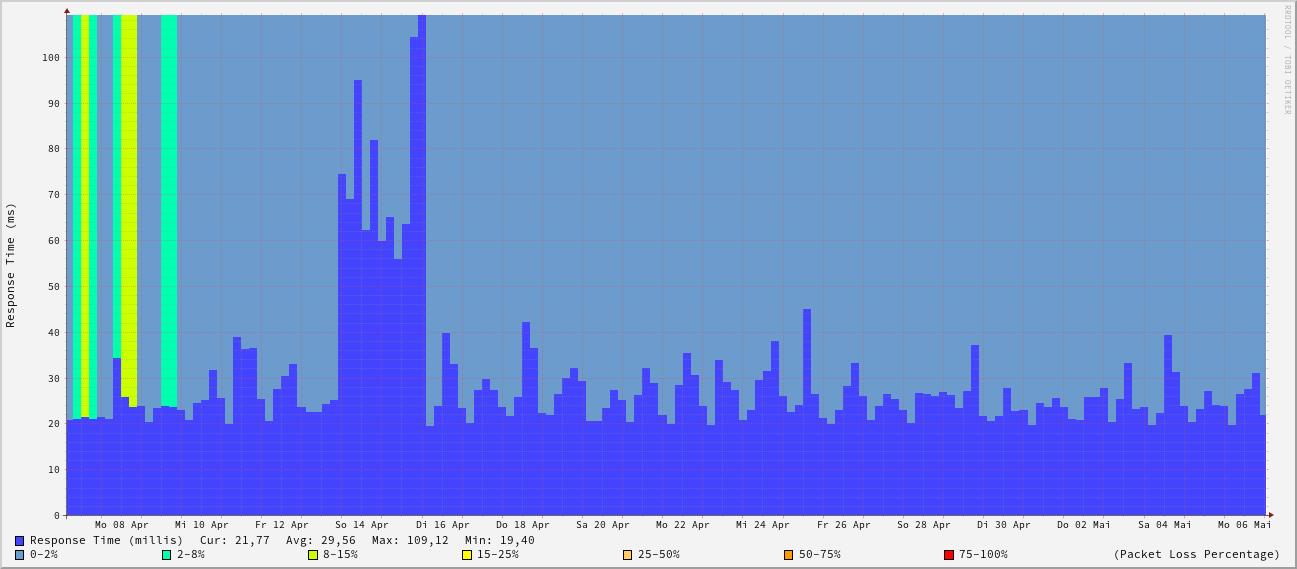 RRDTOOL / TOBI OETIKER
Response Time (ms)
100
90
80
70
60
50
40
30
20
10
0
Mo 08 Apr Mi 10 Apr Fr 12 Apr So 14 Apr Di 16 Apr Do 18 Apr Sa 20 Apr Mo 22 Apr Mi 24 Apr Fr 26 Apr So 28 Apr Di 30 Apr Do 02 Mai Sa 04 Mai Mo 06 Mai
Response Time (millis) Cur: 21,77 Avg: 29,56 Max: 109,12 Min: 19,40
0-2% 2-8% 8-15% 15-25% 25-50% 50-75% 75-100% (Packet Loss Percentage)